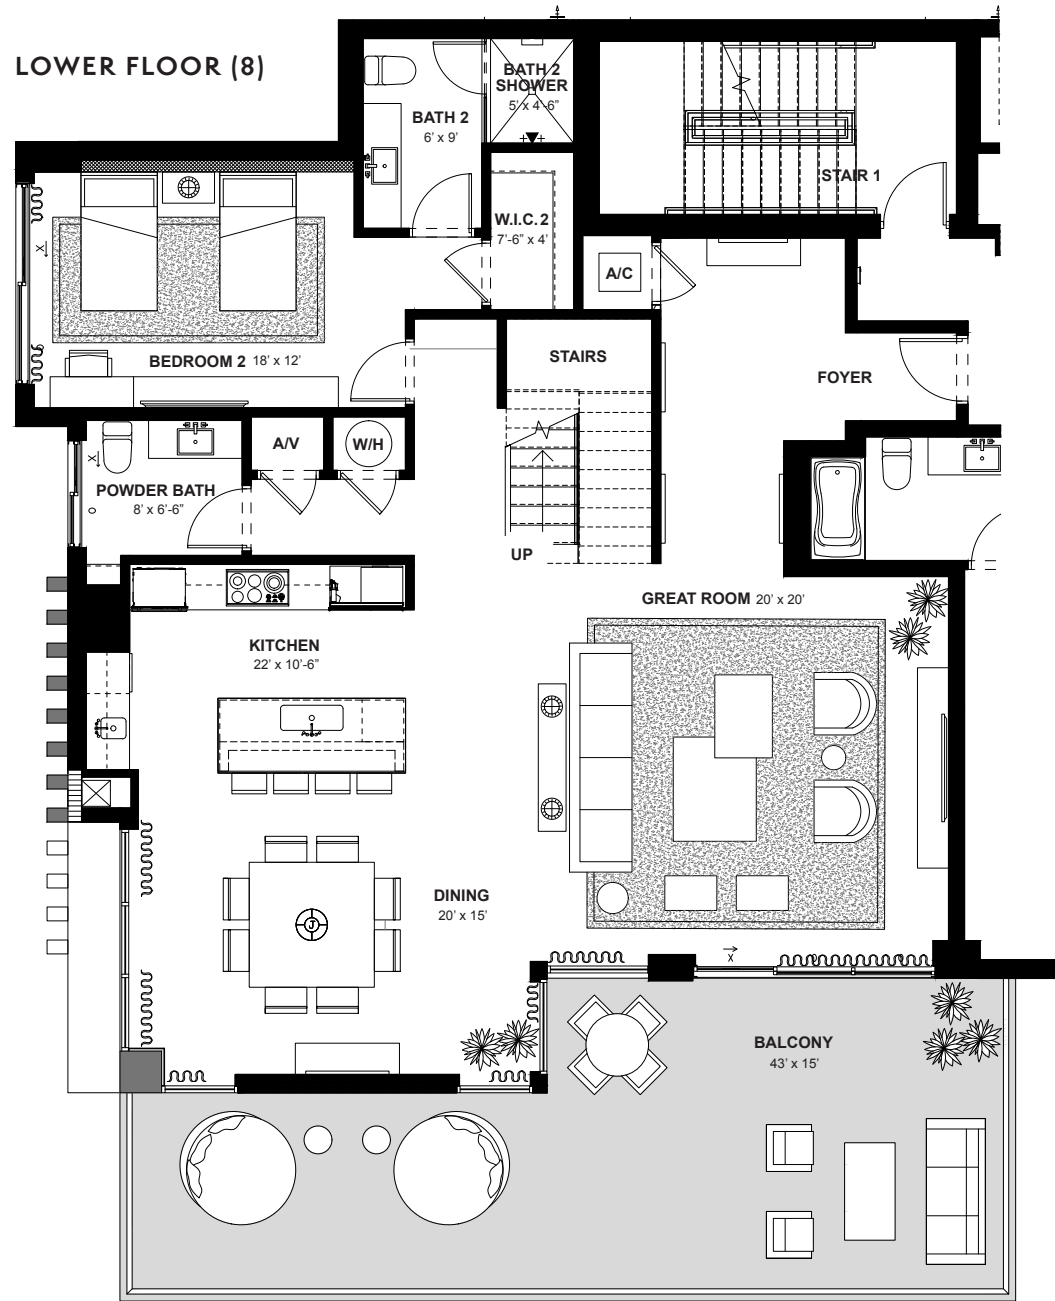 LOWER FLOOR (8)
BATH 2
SHOWER
5' x 4'-6"
BATH 2
6' x 9'
STAIR 1
W.I.C. 2
7'-6" x 4'
A/C
BEDROOM 2 18' x 12'
STAIRS
FOYER
A/V
W/H
POWDER BATH
8' x 6'-6"
UP
GREAT ROOM 20' x 20'
KITCHEN
22' x 10'-6"
DINING
20' x 15'
J
BALCONY
43' x 15'
X
X
X